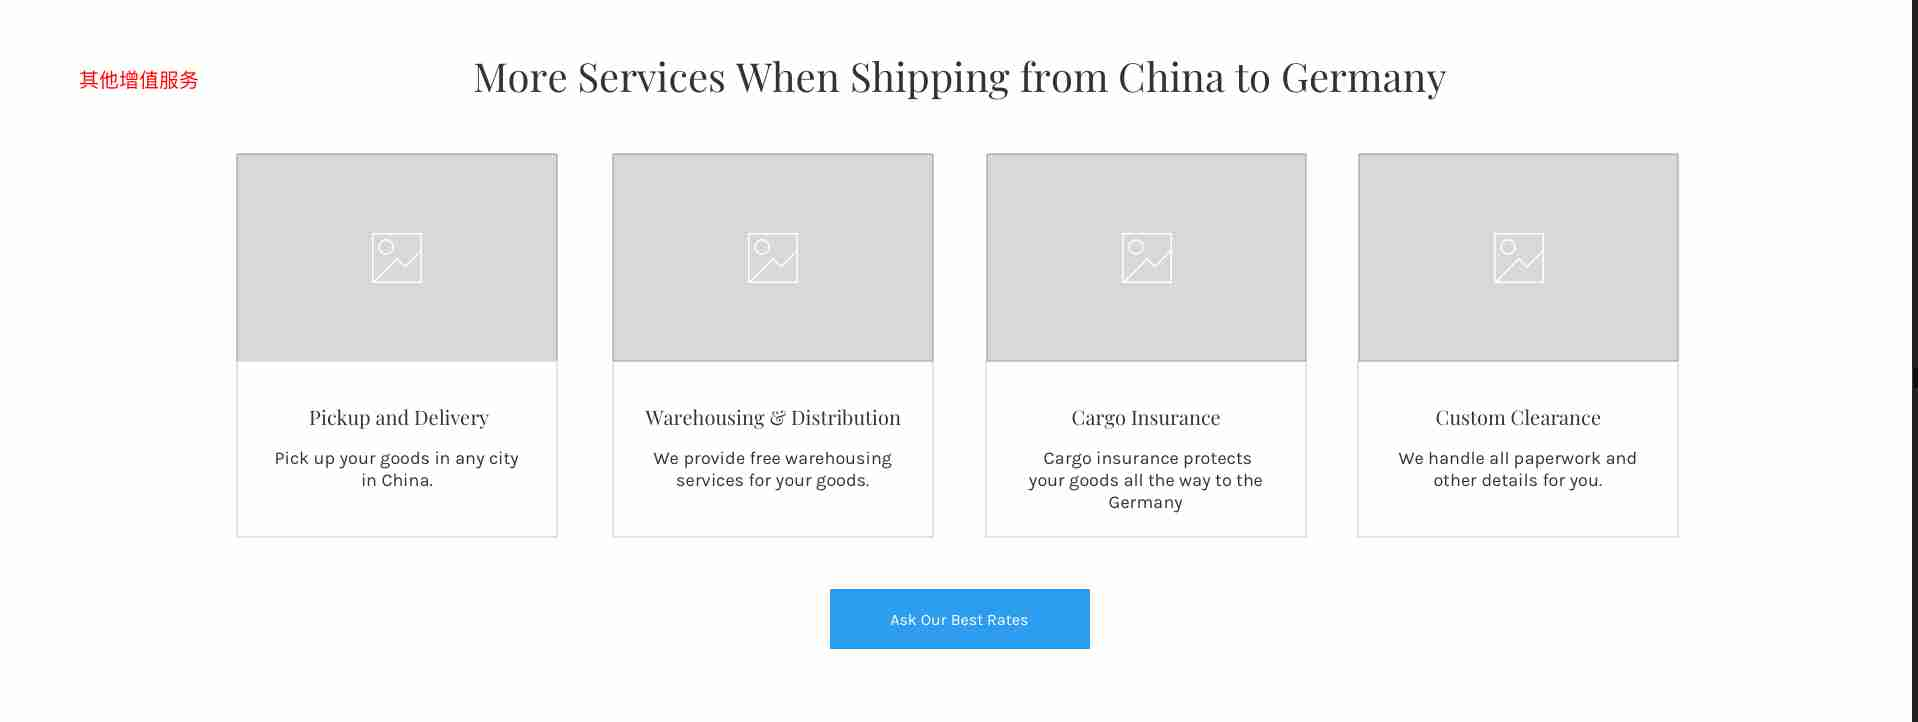 其他增值服务
More Services When Shipping from China to Germany
Pickup and Delivery
Pick up your goods in any city
in China.
Warehousing & Distribution
We provide free warehousing
services for your goods.
Cargo Insurance
Cargo insurance protects
your goods all the way to the
Germany
Custom Clearance
We handle all paperwork and
other details for you.
Ask Our Best Rates